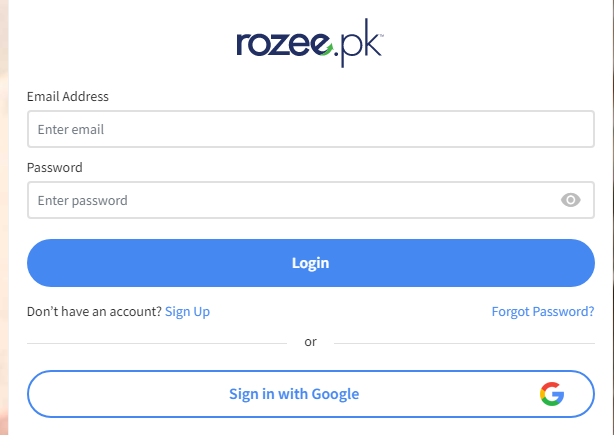 rozee.pk
Email Address
Enter email
Password
Enter password
Login
Don't have an account? Sign Up Forgot Password?
or
Sign in with Google